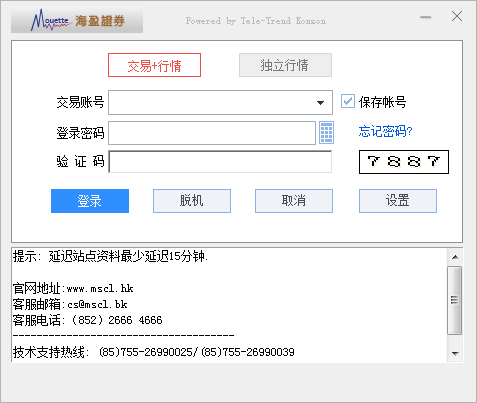 Mouette 海盈證券
Powered by Tele-Trend Konson
交易+行情
独立行情
交易账号
保存帐号
登录密码
忘记密码?
验 证 码
7887
登录
脱机
取消
设置
提示: 延迟站点资料最少延迟15分钟.
官网地址:www.mscl.hk
客服邮箱:cs@mscl.bk
客服电话: (852) 2666 4666
-----------------------------------
技术支持热线: (85)755-26990025/(85)755-26990039